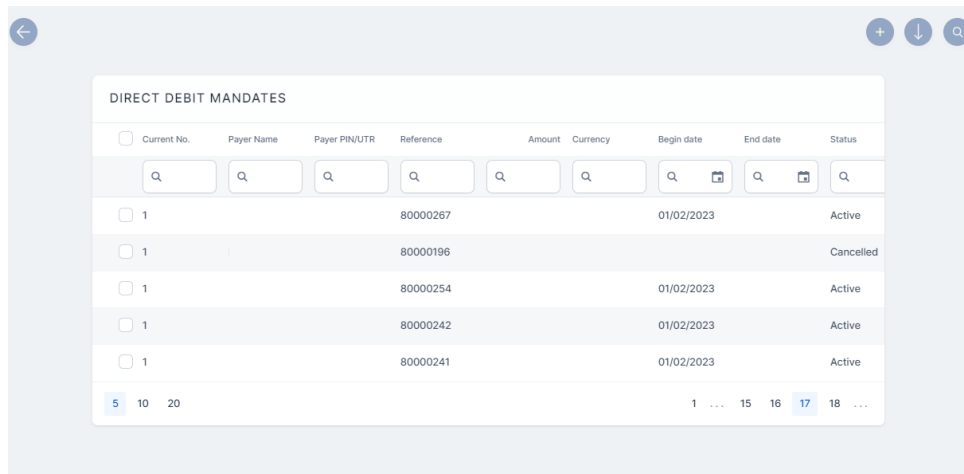 DIRECT DEBIT MANDATES
Current No. Payer Name Payer PIN/UTR Reference Amount Currency Begin date End date Status
1 80000267 01/02/2023 Active
1 80000196 Cancelled
1 80000254 01/02/2023 Active
1 80000242 01/02/2023 Active
1 80000241 01/02/2023 Active
5 10 20 1 ... 15 16 17 18 ...